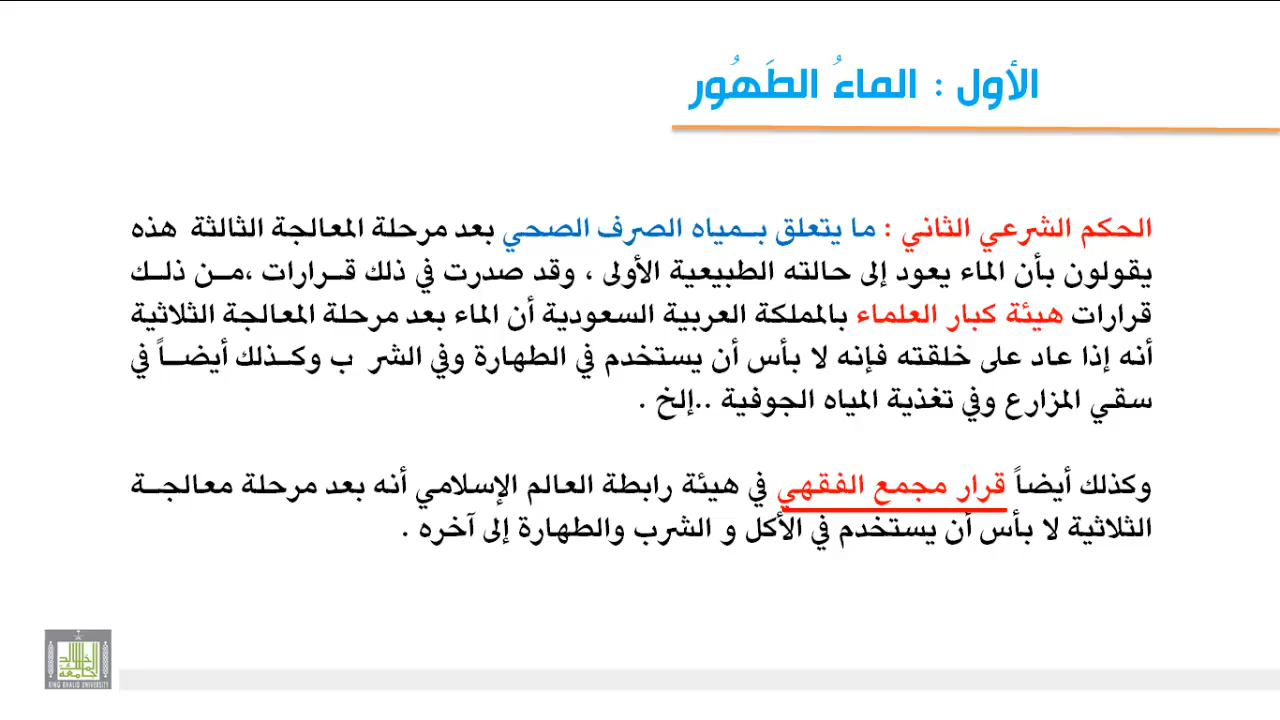 الأول : الماءُ الطَهُور
الحكم الشرعي الثاني : ما يتعلق بـمياه الصرف الصحي بعد مرحلة المعالجة الثالثة هذه
يقولون بأن الماء يعود إلى حالته الطبيعية الأولى ، وقد صدرت في ذلك قـرارات ،مـن ذلـك
قرارات هيئة كبار العلماء بالمملكة العربية السعودية أن الماء بعد مرحلة المعالجة الثلاثية
أنه إذا عاد على خلقته فإنه لا بأس أن يستخدم في الطهارة وفي الشر ب وكـذلك أيضـاً في
سقي المزارع وفي تغذية المياه الجوفية ..إلخ .
وكذلك أيضاً قرار مجمع الفقهي في هيئة رابطة العالم الإسلامي أنه بعد مرحلة معالجـة
الثلاثية لا بأس أن يستخدم في الأكل و الشرب والطهارة إلى آخره .
KING KHALID UNIVERSITY